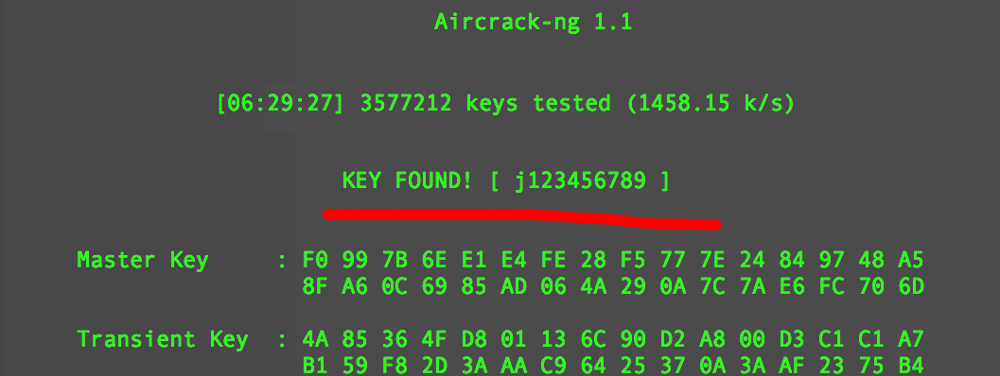 Aircrack-ng 1.1
[06:29:27] 3577212 keys tested (1458.15 k/s)
KEY FOUND! [ j123456789 ]
Master Key : F0 99 7B 6E E1 E4 FE 28 F5 77 7E 24 84 97 48 A5
8F A6 0C 69 85 AD 06 4A 29 0A 7C 7A E6 FC 70 6D
Transient Key : 4A 85 36 4F D8 01 13 6C 90 D2 A8 00 D3 C1 C1 A7
B1 59 F8 2D 3A AA C9 64 25 37 0A 3A AF 23 75 B4